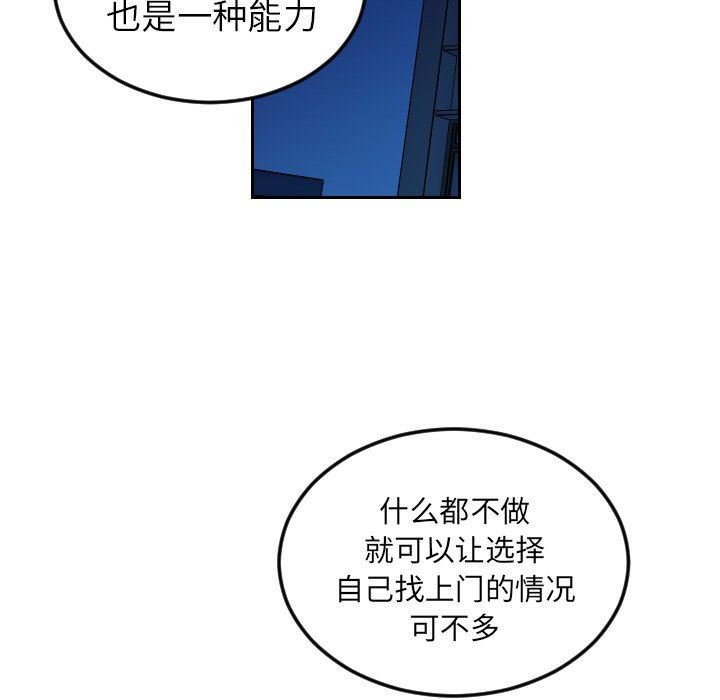 也是一种能力
什么都不做
就可以让选择
自己找上门的情况
可不多